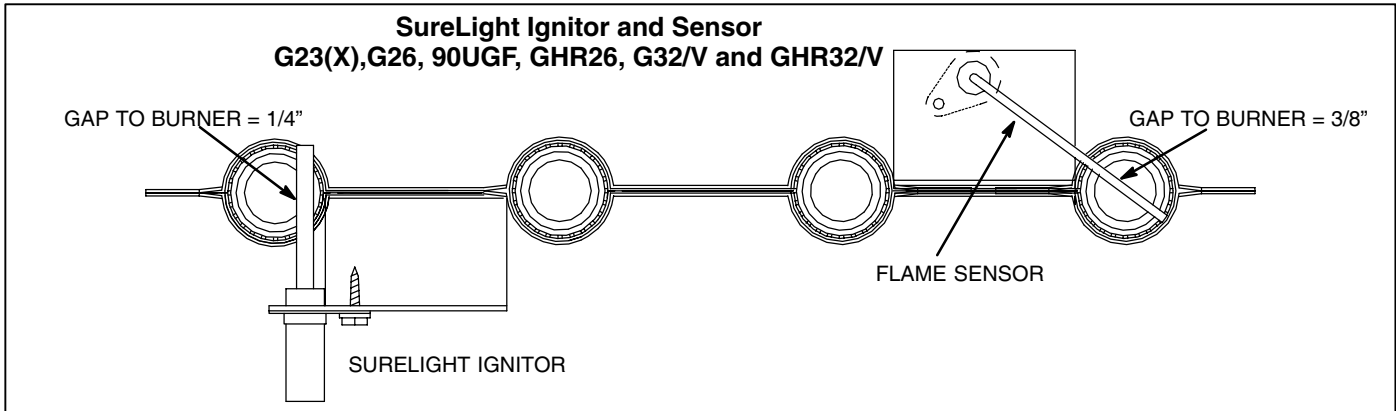 SureLight Ignitor and Sensor
G23(X),G26, 90UGF, GHR26, G32/V and GHR32/V
GAP TO BURNER = 1/4”
GAP TO BURNER = 3/8”
FLAME SENSOR
SURELIGHT IGNITOR